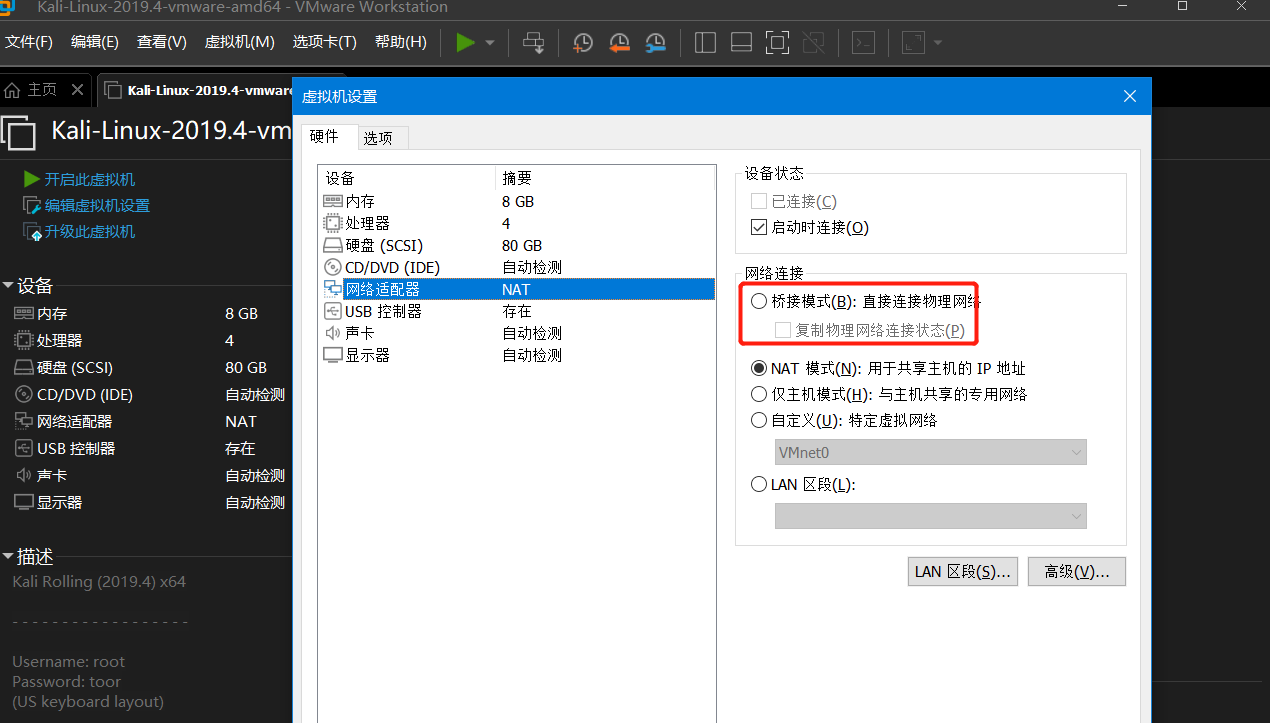 Kali-Linux-2019.4-vmware-amd64 - VMware Workstation
文件(F) 编辑(E) 查看(V) 虚拟机(M) 选项卡(T) 帮助(H)
主页
Kali-Linux-2019.4-vmware
Kali-Linux-2019.4-vm
开启此虚拟机
编辑虚拟机设置
升级此虚拟机
设备
内存 8 GB
处理器 4
硬盘 (SCSI) 80 GB
CD/DVD (IDE) 自动检测
网络适配器 NAT
USB 控制器 存在
声卡 自动检测
显示器 自动检测
描述
Kali Rolling (2019.4) x64
- - - - - - - - - - - - - - - - - -
Username: root
Password: toor
(US keyboard layout)
虚拟机设置
硬件 选项
设备 摘要
内存 8 GB
处理器 4
硬盘 (SCSI) 80 GB
CD/DVD (IDE) 自动检测
网络适配器 NAT
USB 控制器 存在
声卡 自动检测
显示器 自动检测
设备状态
已连接(C)
启动时连接(O)
网络连接
桥接模式(B): 直接连接物理网络
复制物理网络连接状态(P)
NAT 模式(N): 用于共享主机的 IP 地址
仅主机模式(H): 与主机共享的专用网络
自定义(U): 特定虚拟网络
VMnet0
LAN 区段(L):
LAN 区段(S)... 高级(V)...